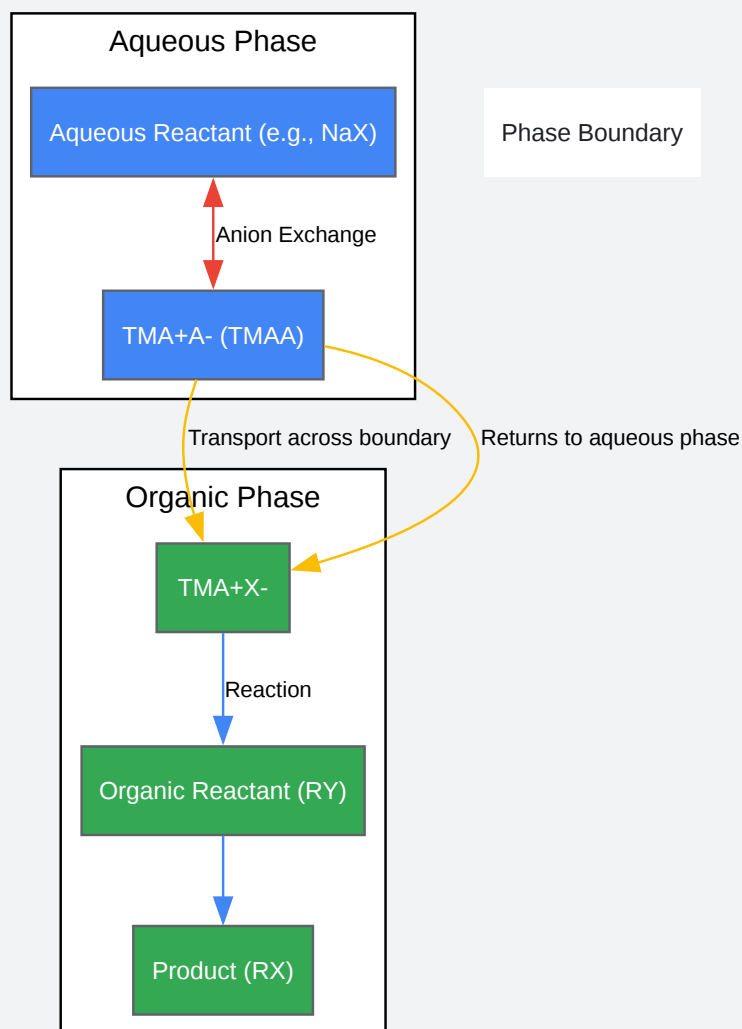 Aqueous Phase
Aqueous Reactant (e.g., NaX)
Phase Boundary
Anion Exchange
TMA+A- (TMAA)
Transport across boundary
Returns to aqueous phase
Organic Phase
TMA+X-
Reaction
Organic Reactant (RY)
Product (RX)